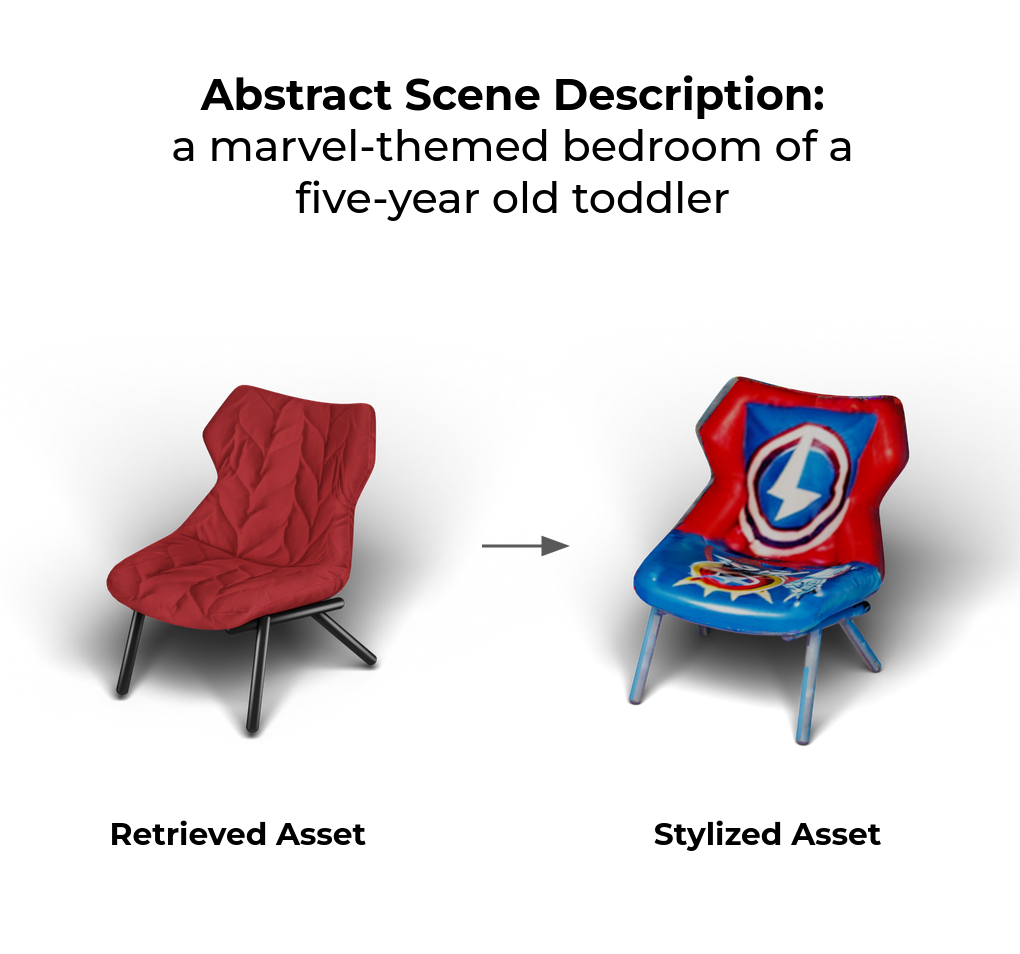 Abstract Scene Description:
a marvel-themed bedroom of a
five-year old toddler
Retrieved Asset
Stylized Asset